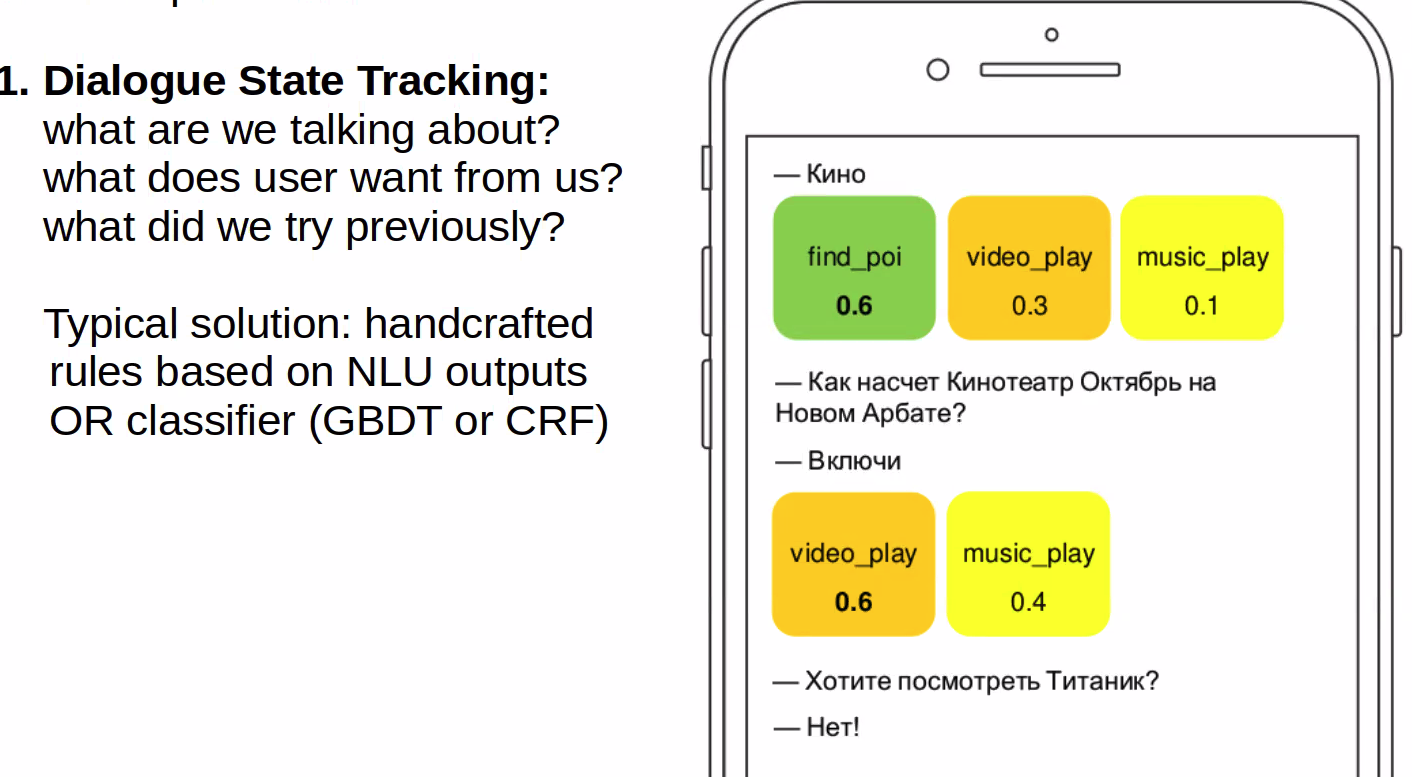 1. Dialogue State Tracking:
what are we talking about?
what does user want from us?
what did we try previously?
Typical solution: handcrafted
rules based on NLU outputs
OR classifier (GBDT or CRF)
— Кино
find_poi video_play music_play
0.6 0.3 0.1
— Как насчет Кинотеатр Октябрь на
Новом Арбате?
— Включи
video_play music_play
0.6 0.4
— Хотите посмотреть Титаник?
— Нет!